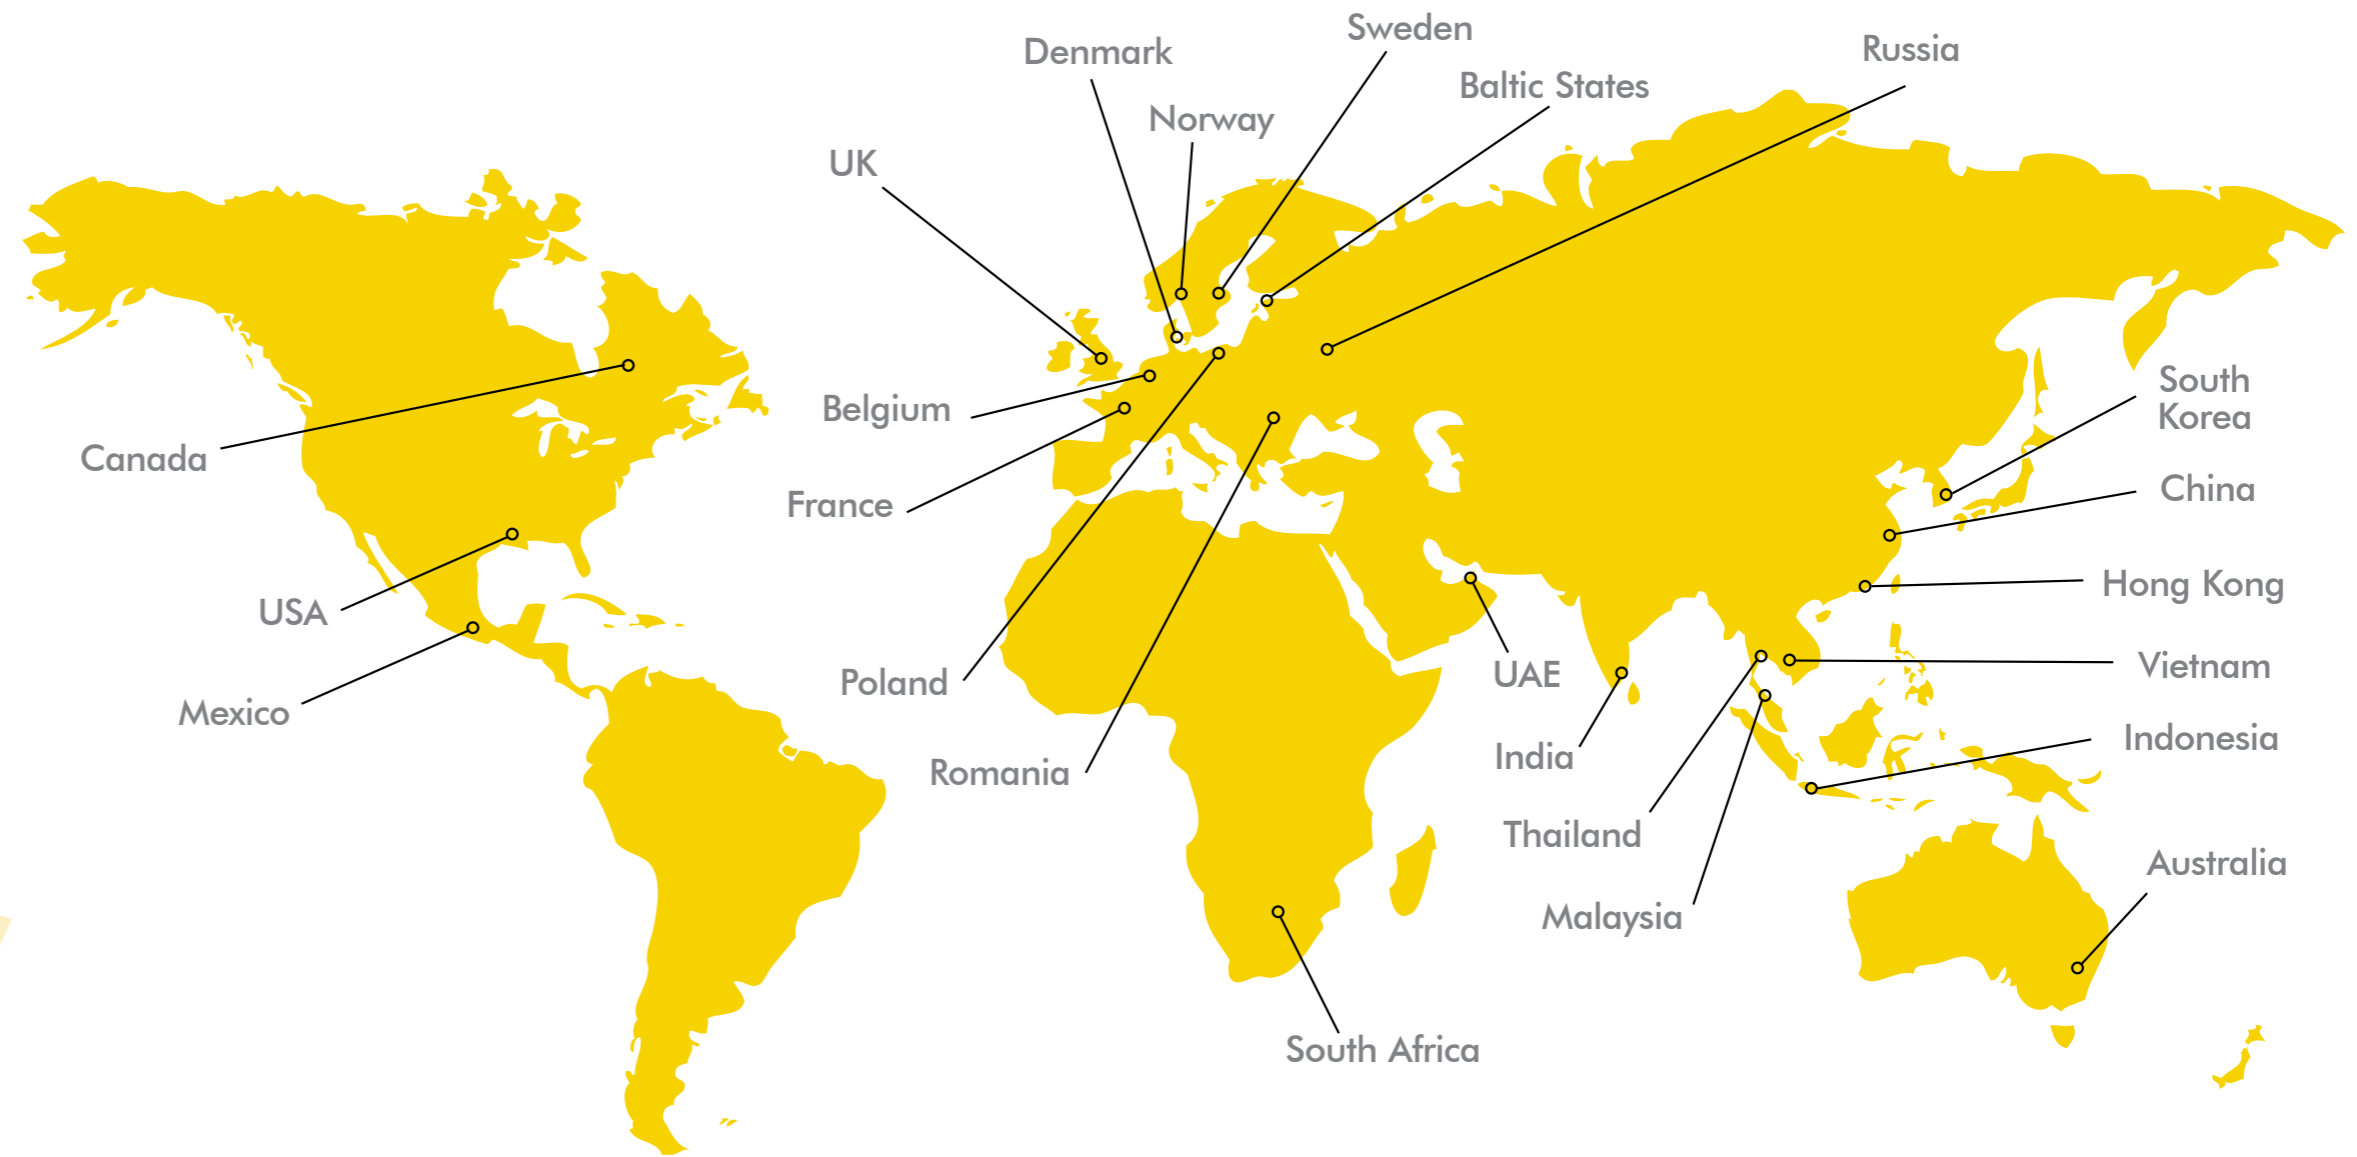 Sweden
Denmark
Russia
Baltic States
Norway
UK
South
Korea
Belgium
Canada
China
France
Hong Kong
USA
Vietnam
UAE
Poland
Mexico
Indonesia
India
Romania
Thailand
Australia
Malaysia
South Africa